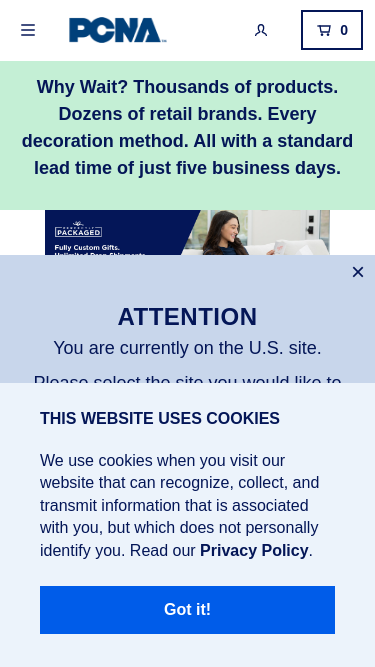 PCNA
0
Why Wait? Thousands of products.
Dozens of retail brands. Every
decoration method. All with a standard
lead time of just five business days.
PACKAGED
Fully Custom Gifts.
Unlimited Drop Shipments.
ATTENTION
You are currently on the U.S. site.
Please select the site you would like to
THIS WEBSITE USES COOKIES
We use cookies when you visit our
website that can recognize, collect, and
transmit information that is associated
with you, but which does not personally
identify you. Read our Privacy Policy.
Got it!